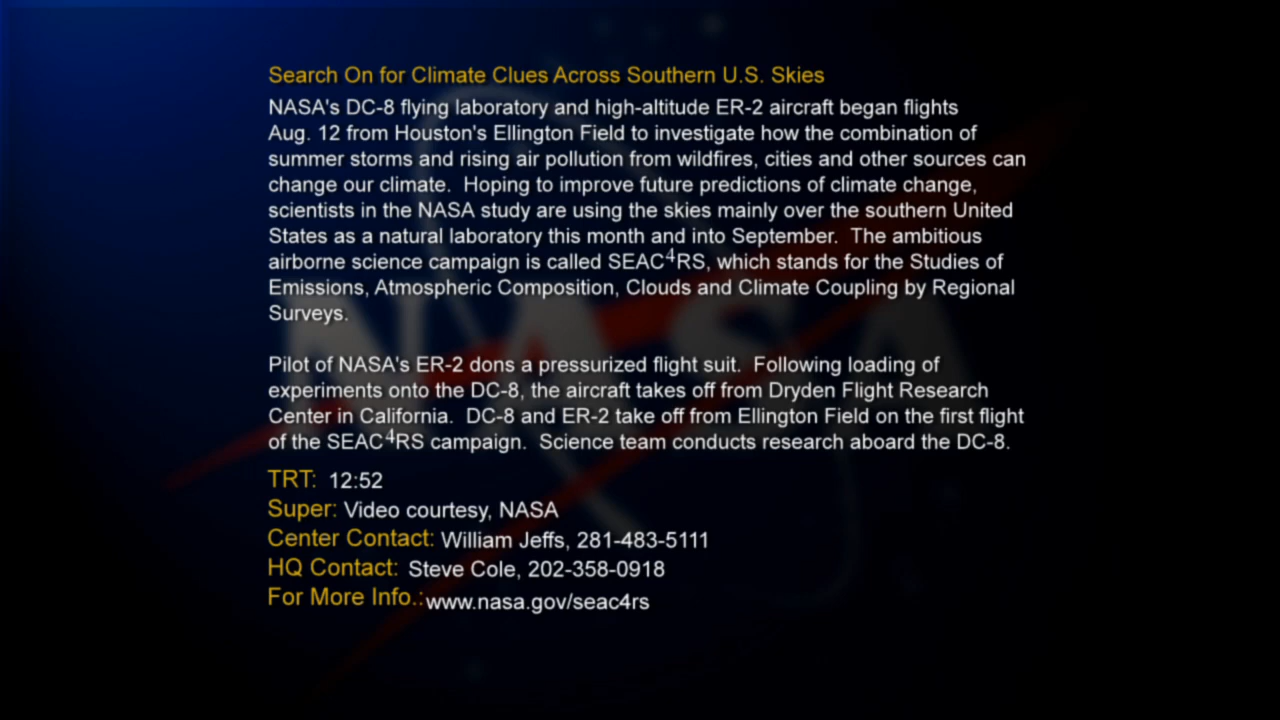 Search On for Climate Clues Across Southern U.S. Skies
NASA's DC-8 flying laboratory and high-altitude ER-2 aircraft began flights
Aug. 12 from Houston's Ellington Field to investigate how the combination of
summer storms and rising air pollution from wildfires, cities and other sources can
change our climate.  Hoping to improve future predictions of climate change,
scientists in the NASA study are using the skies mainly over the southern United
States as a natural laboratory this month and into September.  The ambitious
airborne science campaign is called SEAC⁴RS, which stands for the Studies of
Emissions, Atmospheric Composition, Clouds and Climate Coupling by Regional
Surveys.
Pilot of NASA's ER-2 dons a pressurized flight suit.  Following loading of
experiments onto the DC-8, the aircraft takes off from Dryden Flight Research
Center in California.  DC-8 and ER-2 take off from Ellington Field on the first flight
of the SEAC⁴RS campaign.  Science team conducts research aboard the DC-8.
TRT: 12:52
Super: Video courtesy, NASA
Center Contact: William Jeffs, 281-483-5111
HQ Contact: Steve Cole, 202-358-0918
For More Info.: www.nasa.gov/seac4rs
NASA